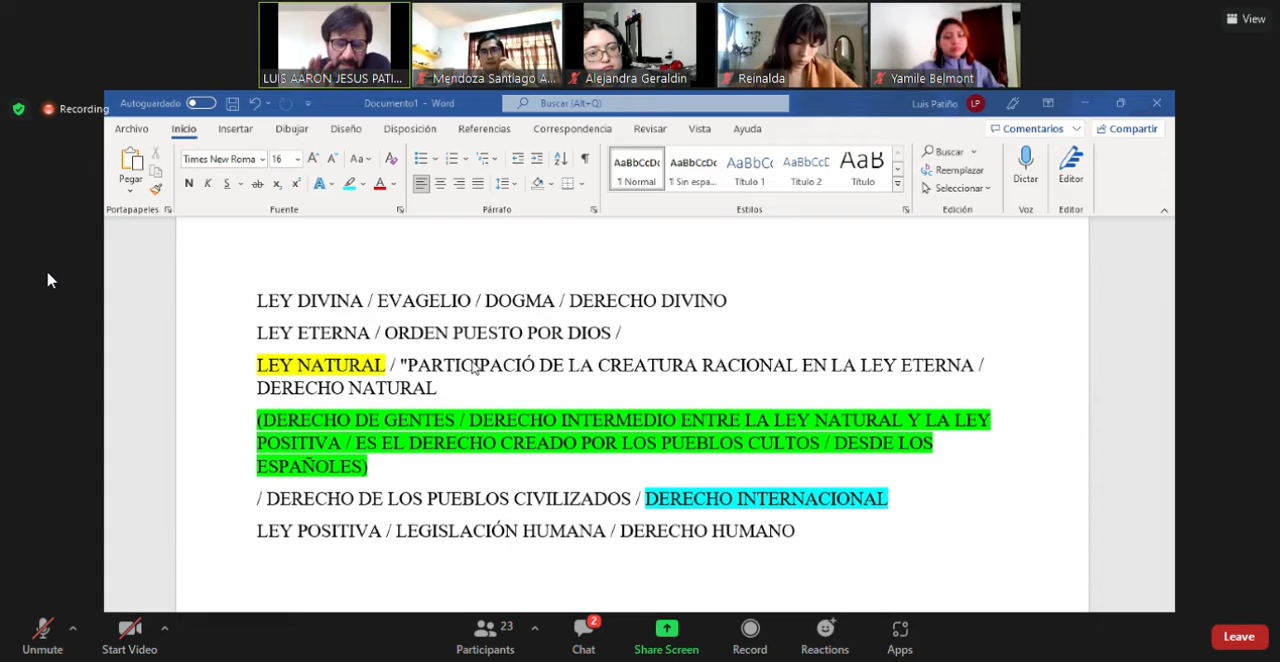 View
LUIS AARON JESUS PATI...
Mendoza Santiago A...
Alejandra Geraldin
Reinalda
Yamile Belmont
Recording
Autoguardado
Documento1 - Word
Buscar (Alt+Q)
Luis Patiño
LP
Archivo
Inicio
Insertar
Dibujar
Diseño
Disposición
Referencias
Correspondencia
Revisar
Vista
Ayuda
Comentarios
Compartir
Pegar
Times New Roma
16
Aa
N K S ab x₂ x² A A
AaBbCcDc
¶ Normal
AaBbCcDc
¶ Sin espa...
AaBbCc
Título 1
AaBbCcD
Título 2
AaB
Título
Buscar
Reemplazar
Seleccionar
Dictar
Editor
Portapapeles
Fuente
Párrafo
Estilos
Edición
Voz
Editor
LEY DIVINA / EVAGELIO / DOGMA / DERECHO DIVINO
LEY ETERNA / ORDEN PUESTO POR DIOS /
LEY NATURAL / "PARTICIPACIÓ DE LA CREATURA RACIONAL EN LA LEY ETERNA /
DERECHO NATURAL
(DERECHO DE GENTES / DERECHO INTERMEDIO ENTRE LA LEY NATURAL Y LA LEY
POSITIVA / ES EL DERECHO CREADO POR LOS PUEBLOS CULTOS / DESDE LOS
ESPAÑOLES)
/ DERECHO DE LOS PUEBLOS CIVILIZADOS / DERECHO INTERNACIONAL
LEY POSITIVA / LEGISLACIÓN HUMANA / DERECHO HUMANO
Unmute
Start Video
23
Participants
2
Chat
Share Screen
Record
Reactions
Apps
Leave